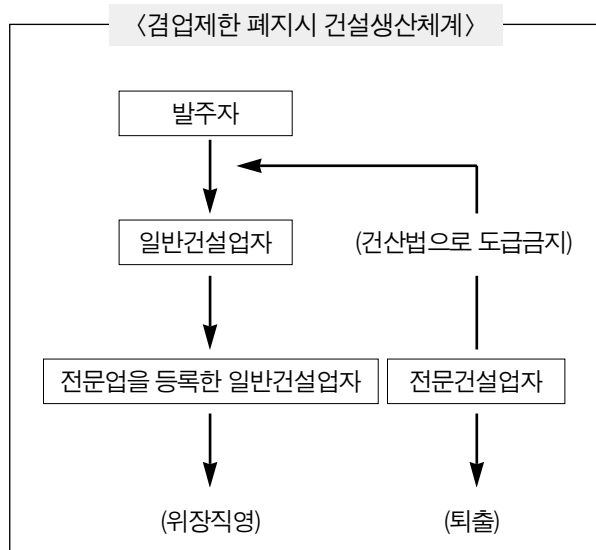 〈겸업제한 폐지시 건설생산체계〉
발주자
일반건설업자
(건산법으로 도급금지)
전문업을 등록한 일반건설업자
전문건설업자
(위장직영)
(퇴출)